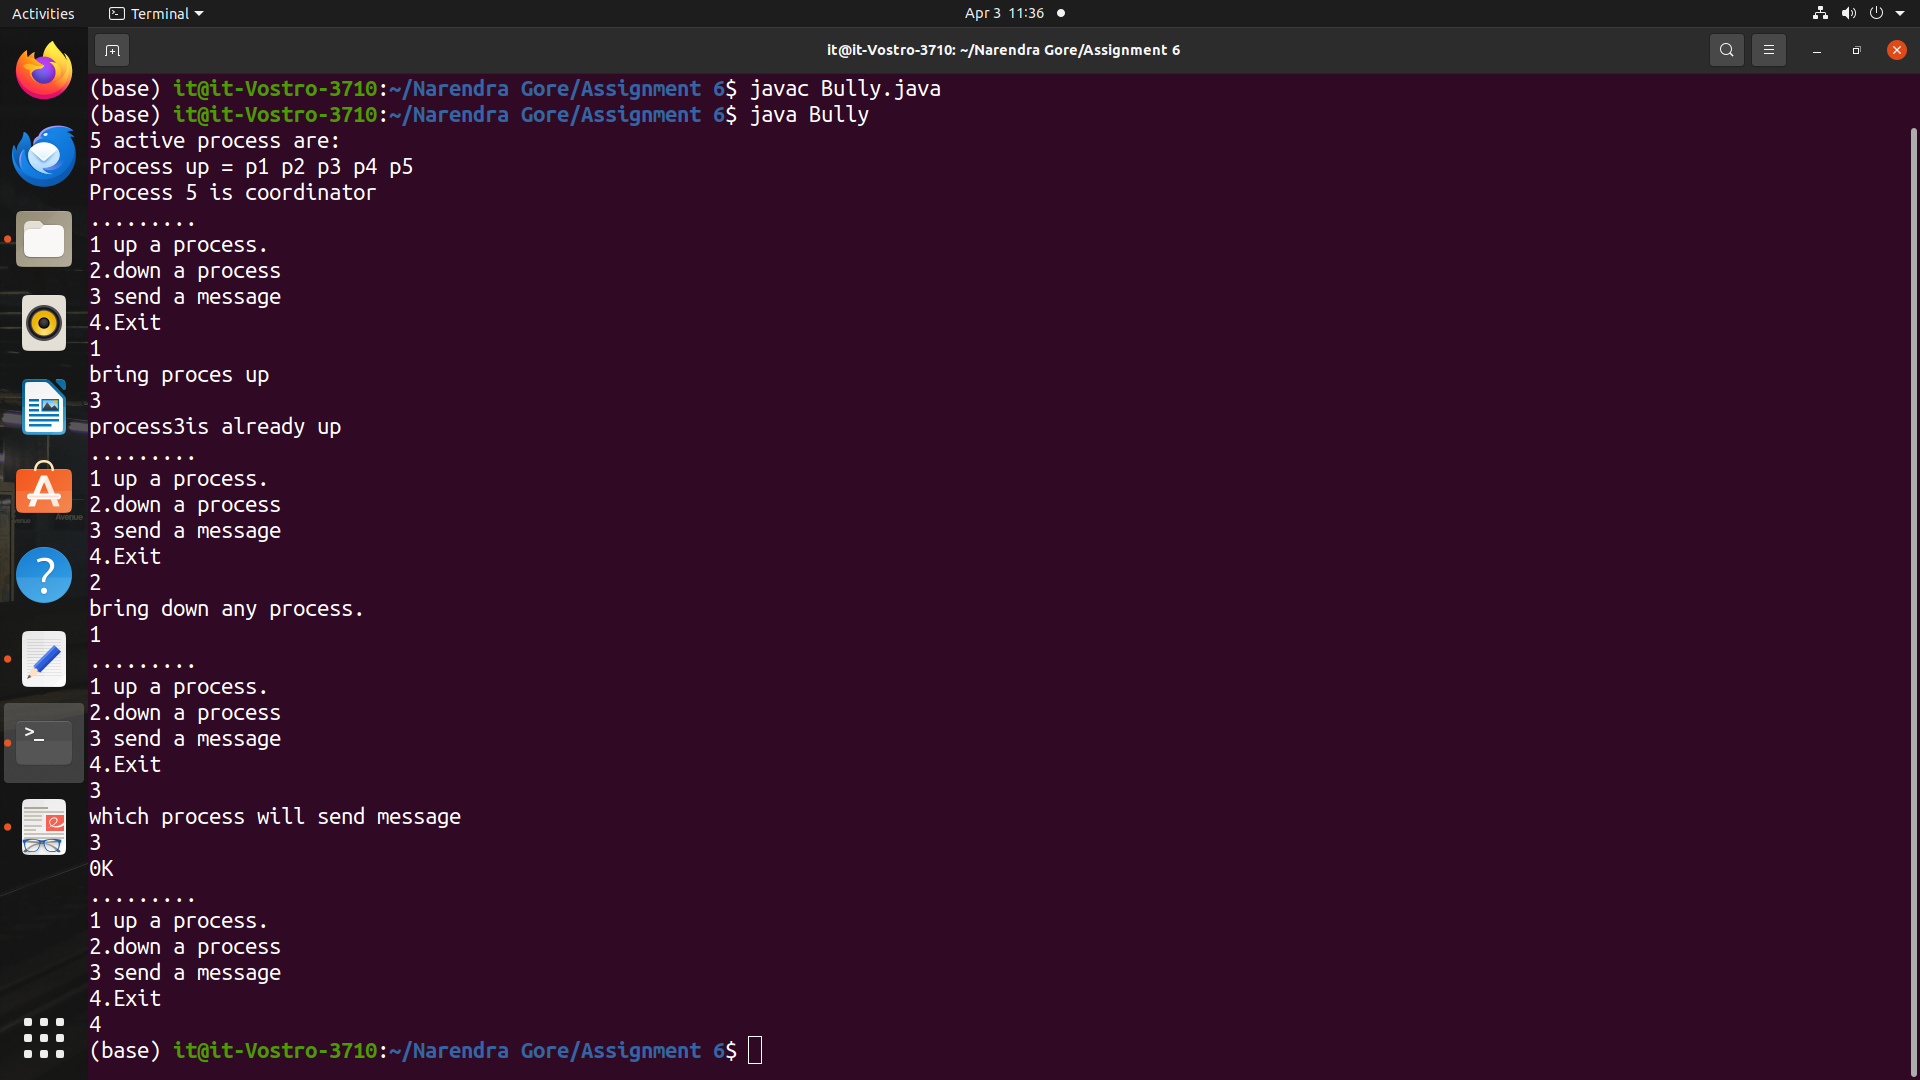 Activities Terminal Apr 3 11:36
it@it-Vostro-3710: ~/Narendra Gore/Assignment 6
(base) it@it-Vostro-3710:~/Narendra Gore/Assignment 6$ javac Bully.java
(base) it@it-Vostro-3710:~/Narendra Gore/Assignment 6$ java Bully
5 active process are:
Process up = p1 p2 p3 p4 p5
Process 5 is coordinator
.........
1 up a process.
2.down a process
3 send a message
4.Exit
1
bring proces up
3
process3is already up
.........
1 up a process.
2.down a process
3 send a message
4.Exit
2
bring down any process.
1
.........
1 up a process.
2.down a process
3 send a message
4.Exit
3
which process will send message
3
0K
.........
1 up a process.
2.down a process
3 send a message
4.Exit
4
(base) it@it-Vostro-3710:~/Narendra Gore/Assignment 6$